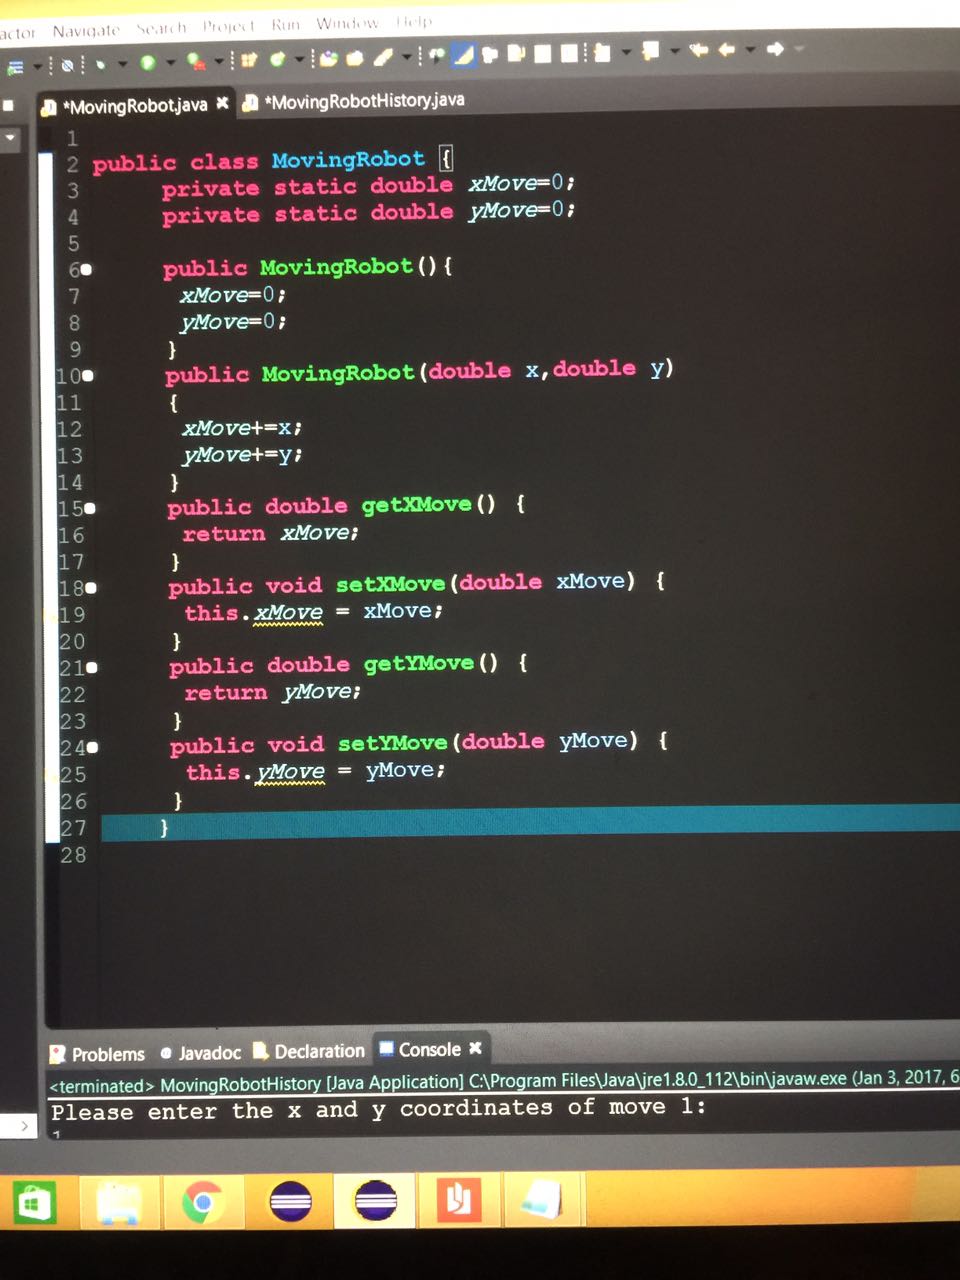 Navigate Search Project Run Window Help
*MovingRobot.java *MovingRobotHistory.java
1
2 public class MovingRobot {
3 private static double xMove=0;
4 private static double yMove=0;
5
6 public MovingRobot(){
7 xMove=0;
8 yMove=0;
9 }
10 public MovingRobot(double x,double y)
11 {
12 xMove+=x;
13 yMove+=y;
14 }
15 public double getXMove() {
16 return xMove;
17 }
18 public void setXMove(double xMove) {
19 this.xMove = xMove;
20 }
21 public double getYMove() {
22 return yMove;
23 }
24 public void setYMove(double yMove) {
25 this.yMove = yMove;
26 }
27 }
28
Problems Javadoc Declaration Console
<terminated> MovingRobotHistory [Java Application] C:\Program Files\Java\jre1.8.0_112\bin\javaw.exe (Jan 3, 2017, 6
Please enter the x and y coordinates of move 1: